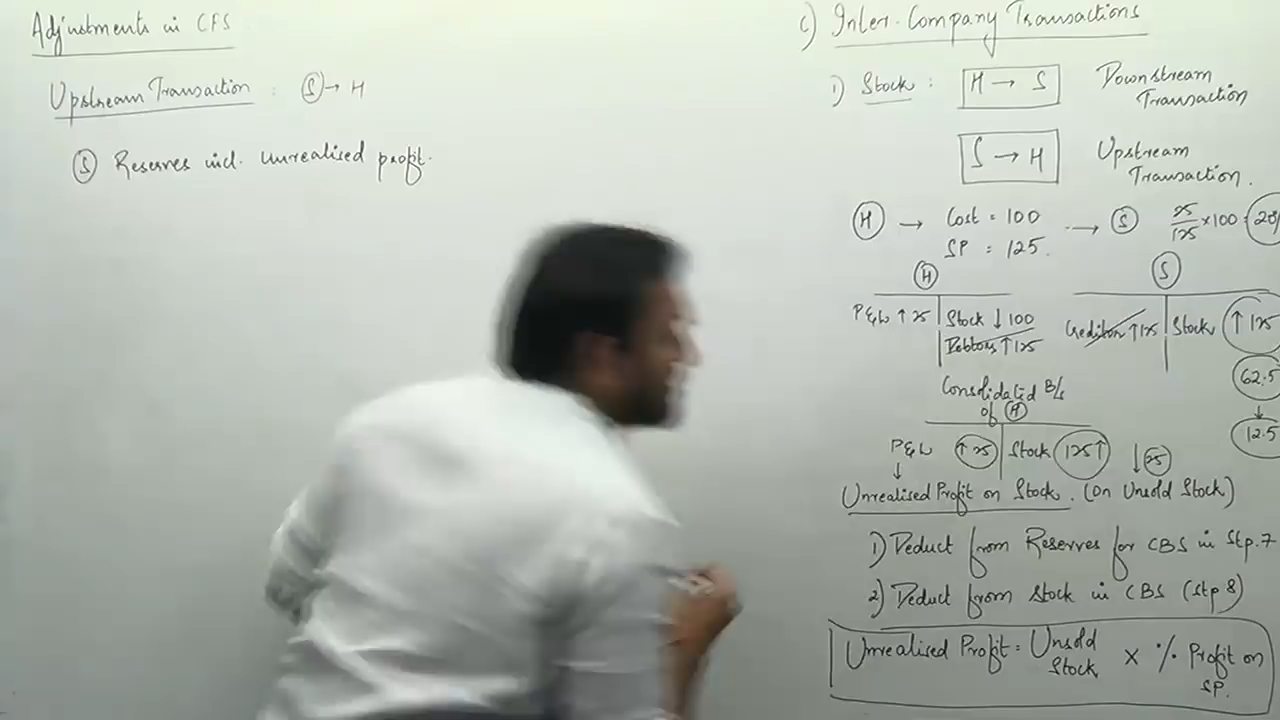 Adjustments in CFS
Upstream Transaction : S → H
S Reserves incl. unrealised profit.
c) Inter-Company Transactions
1) Stock : H → S Downstream
Transaction
S → H Upstream
Transaction.
H → Cost = 100 → S 25/125 x 100 = 20%
SP = 125.
H S
P&L ↑ 25 Stock ↓ 100 Creditors ↑ 125 Stock ↑ 125
Debtors ↑ 125
62.5
↓
12.5
Consolidated B/s
of H
P&L ↑ 25 Stock 125 ↑ ↓ 25
↓
Unrealised Profit on Stock. (On Unsold Stock)
1) Deduct from Reserves for CBS in Stp. 7
2) Deduct from Stock in CBS (Stp 8)
Unrealised Profit = Unsold Stock x % Profit on SP.